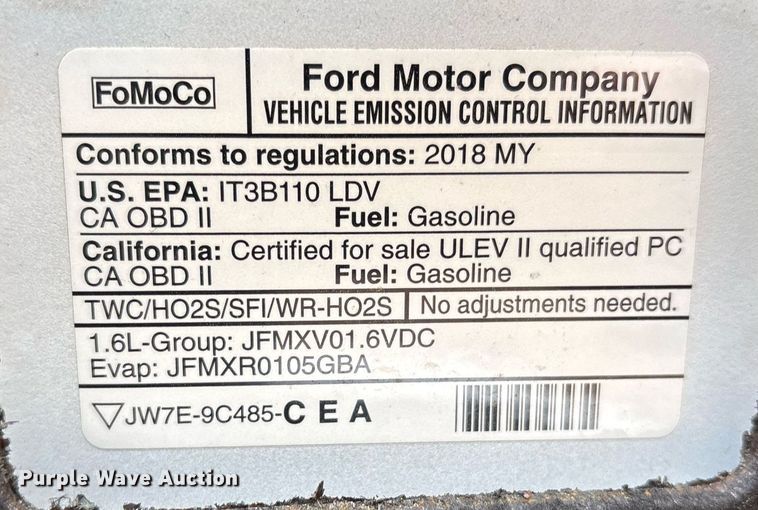 FoMoCo
Ford Motor Company
VEHICLE EMISSION CONTROL INFORMATION
Conforms to regulations: 2018 MY
U.S. EPA: IT3B110 LDV
CA OBD II Fuel: Gasoline
California: Certified for sale ULEV II qualified PC
CA OBD II Fuel: Gasoline
TWC/HO2S/SFI/WR-HO2S No adjustments needed.
1.6L-Group: JFMXV01.6VDC
Evap: JFMXR0105GBA
▽JW7E-9C485-C E A
Purple Wave Auction